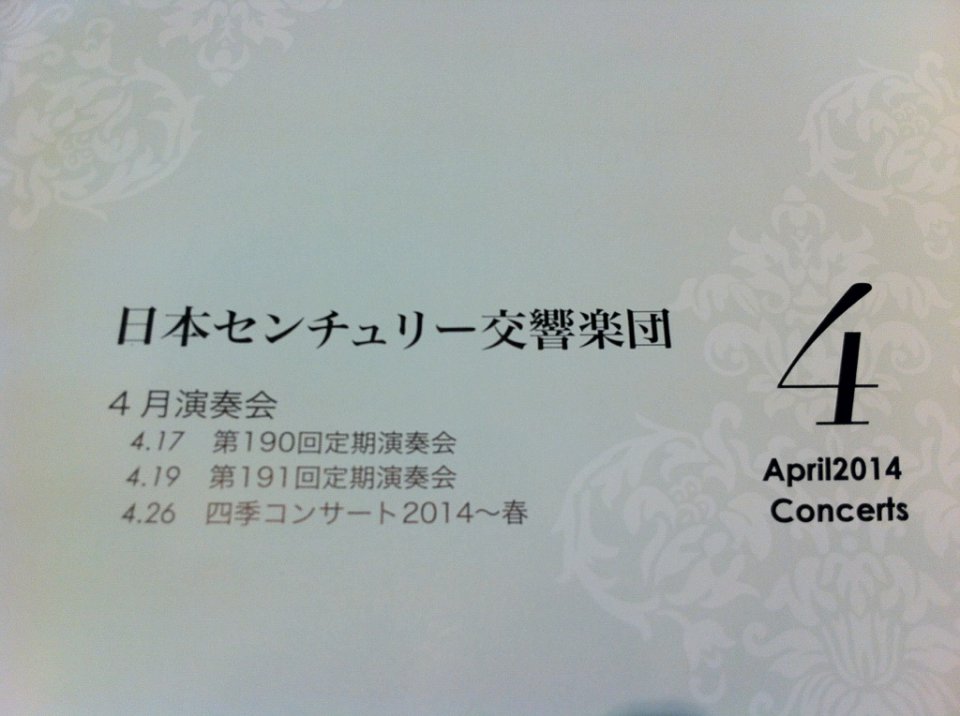 日本センチュリー交響楽団
4月演奏会
4.17 第190回定期演奏会
4.19 第191回定期演奏会
4.26 四季コンサート2014〜春
4
April2014
Concerts